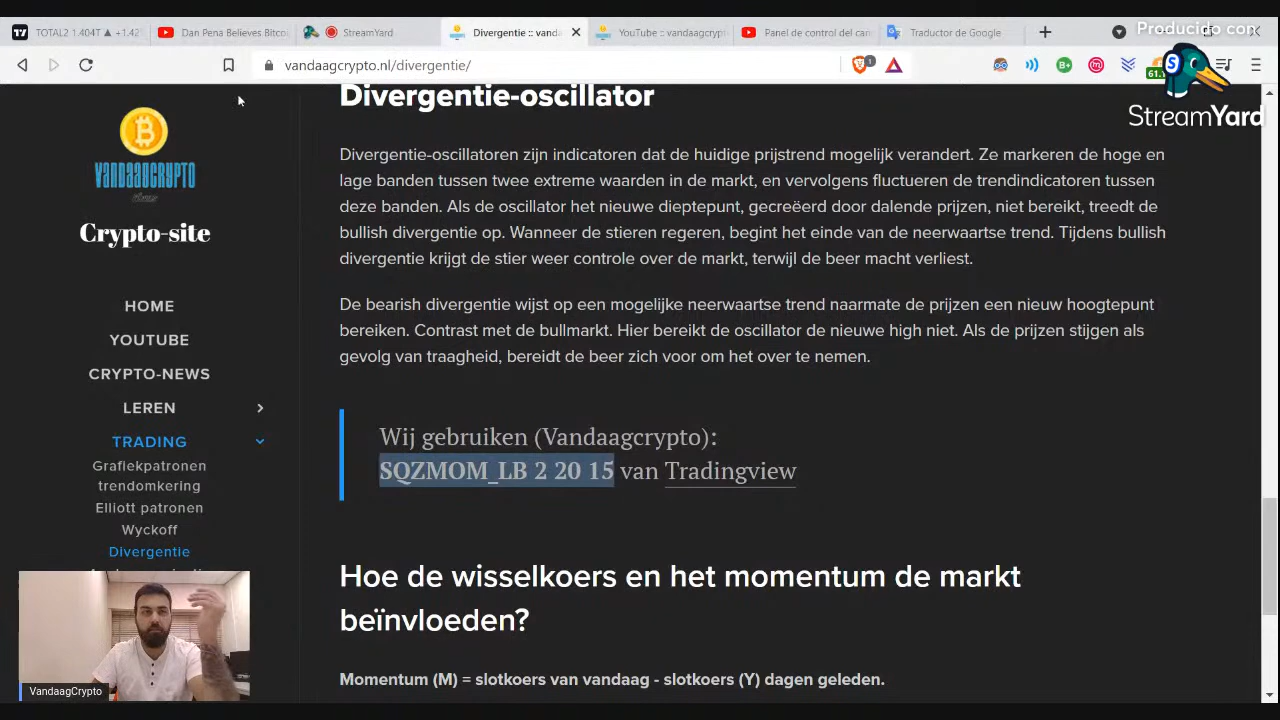 TOTAL2 1.404T ▲ +1.42
Dan Pena Believes Bitco
StreamYard
Divergentie :: vanda
YouTube :: vandaagcrypt
Panel de control del can
Traductor de Google
Producido con
StreamYard
vandaagcrypto.nl/divergentie/
VANDAAGCRYPTO
Crypto-site
HOME
YOUTUBE
CRYPTO-NEWS
LEREN
TRADING
Grafiekpatronen
trendomkering
Elliott patronen
Wyckoff
Divergentie
Divergentie-oscillator
Divergentie-oscillatoren zijn indicatoren dat de huidige prijstrend mogelijk verandert. Ze markeren de hoge en
lage banden tussen twee extreme waarden in de markt, en vervolgens fluctueren de trendindicatoren tussen
deze banden. Als de oscillator het nieuwe dieptepunt, gecreëerd door dalende prijzen, niet bereikt, treedt de
bullish divergentie op. Wanneer de stieren regeren, begint het einde van de neerwaartse trend. Tijdens bullish
divergentie krijgt de stier weer controle over de markt, terwijl de beer macht verliest.
De bearish divergentie wijst op een mogelijke neerwaartse trend naarmate de prijzen een nieuw hoogtepunt
bereiken. Contrast met de bullmarkt. Hier bereikt de oscillator de nieuwe high niet. Als de prijzen stijgen als
gevolg van traagheid, bereidt de beer zich voor om het over te nemen.
Wij gebruiken (Vandaagcrypto):
SQZMOM_LB 2 20 15 van Tradingview
Hoe de wisselkoers en het momentum de markt
beïnvloeden?
Momentum (M) = slotkoers van vandaag - slotkoers (Y) dagen geleden.
VandaagCrypto